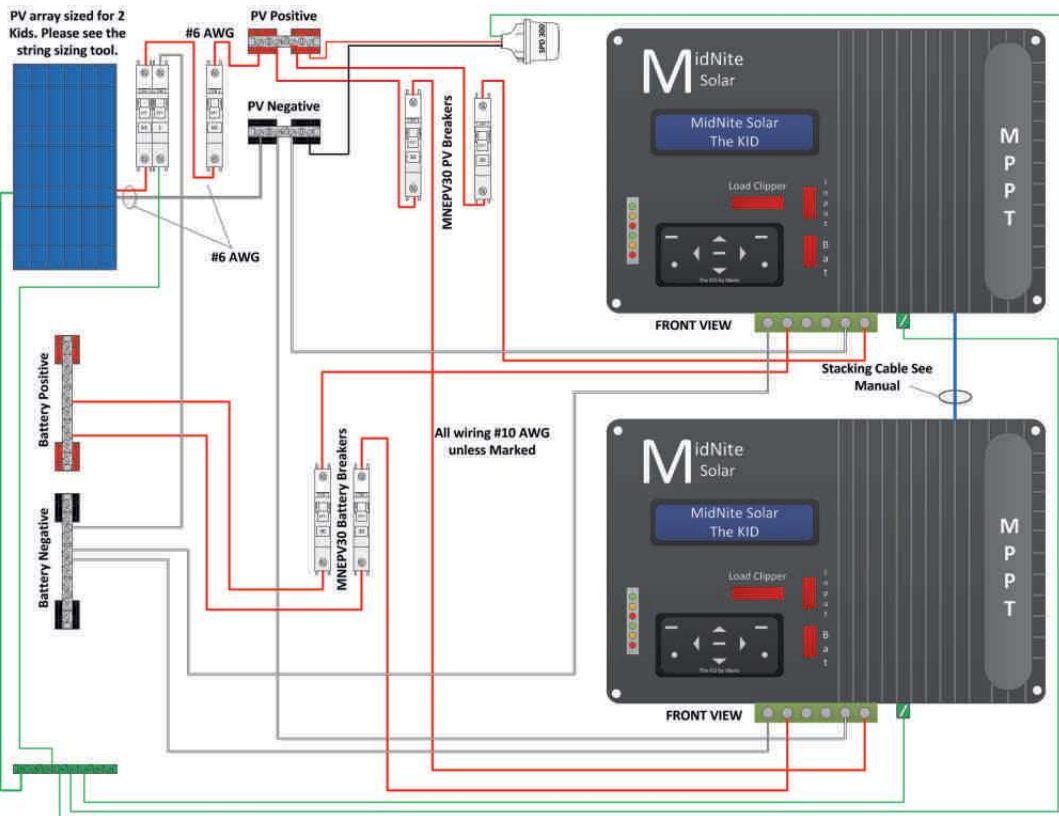 PV array sized for 2
Kids. Please see the
string sizing tool.
#6 AWG
PV Positive
SPD 300
PV Negative
MNEPV30 PV Breakers
#6 AWG
MidNite
Solar
MidNite Solar
The KID
Load Clipper
Input
Bat
MPPT
FRONT VIEW
Stacking Cable See
Manual
Battery Positive
All wiring #10 AWG
unless Marked
MNEPV30 Battery Breakers
Battery Negative
MidNite
Solar
MidNite Solar
The KID
Load Clipper
Input
Bat
MPPT
FRONT VIEW